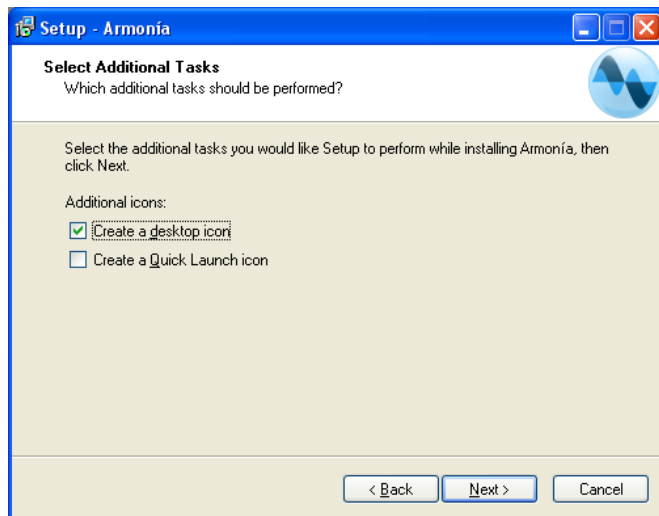 Setup - Armonía
Select Additional Tasks
Which additional tasks should be performed?
Select the additional tasks you would like Setup to perform while installing Armonía, then
click Next.
Additional icons:
Create a desktop icon
Create a Quick Launch icon
< Back
Next >
Cancel